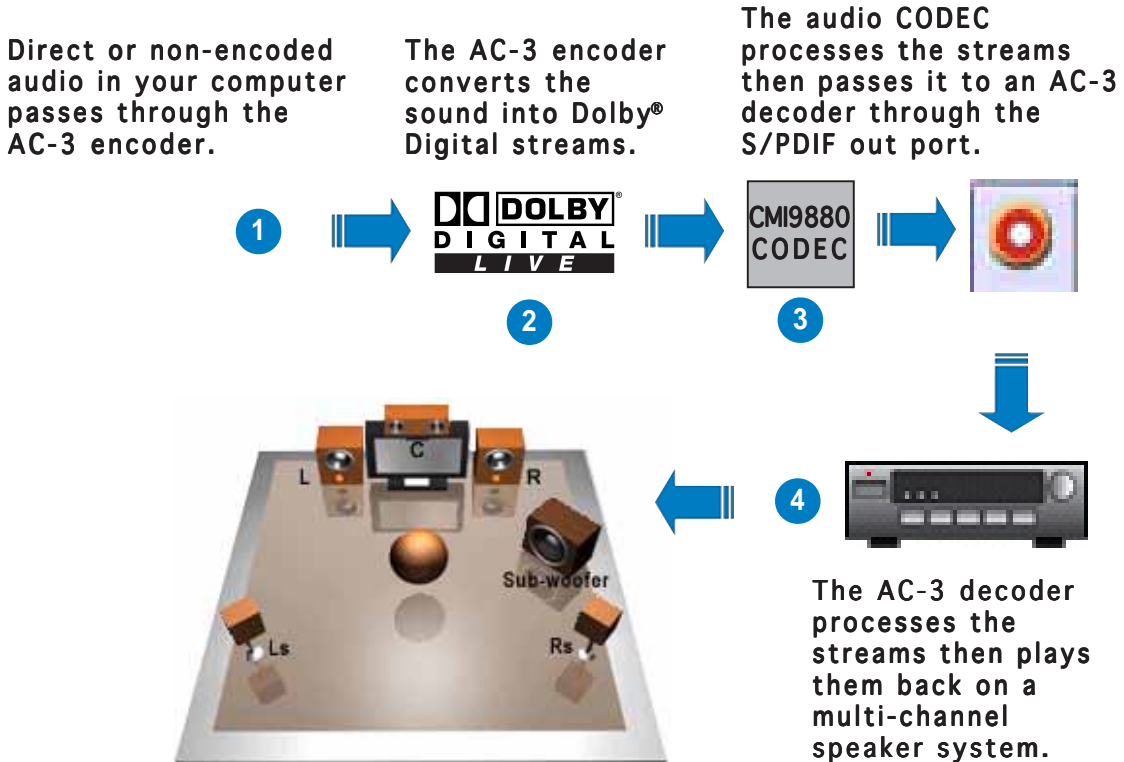 Direct or non-encoded
audio in your computer
passes through the
AC-3 encoder.
The AC-3 encoder
converts the
sound into Dolby®
Digital streams.
The audio CODEC
processes the streams
then passes it to an AC-3
decoder through the
S/PDIF out port.
1
DOLBY®
DIGITAL
LIVE
2
CMI9880
CODEC
3
4
The AC-3 decoder
processes the
streams then plays
them back on a
multi-channel
speaker system.
L
C
R
Sub-woofer
Ls
Rs